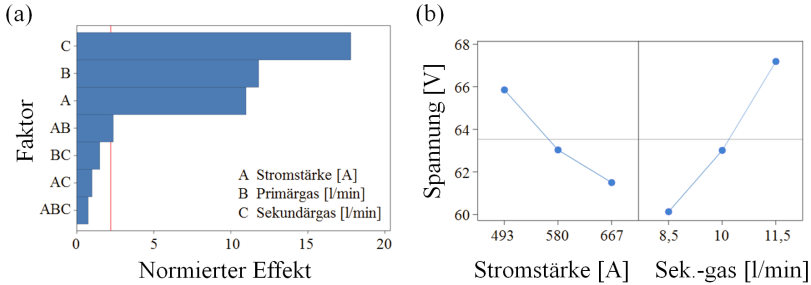 (a)
Faktor
C
B
A
AB
BC
AC
ABC
A Stromstärke [A]
B Primärgas [l/min]
C Sekundärgas [l/min]
0 5 10 15 20
Normierter Effekt
(b)
Spannung [V]
68
66
64
62
60
493 580 667 8,5 10 11,5
Stromstärke [A] Sek.-gas [l/min]